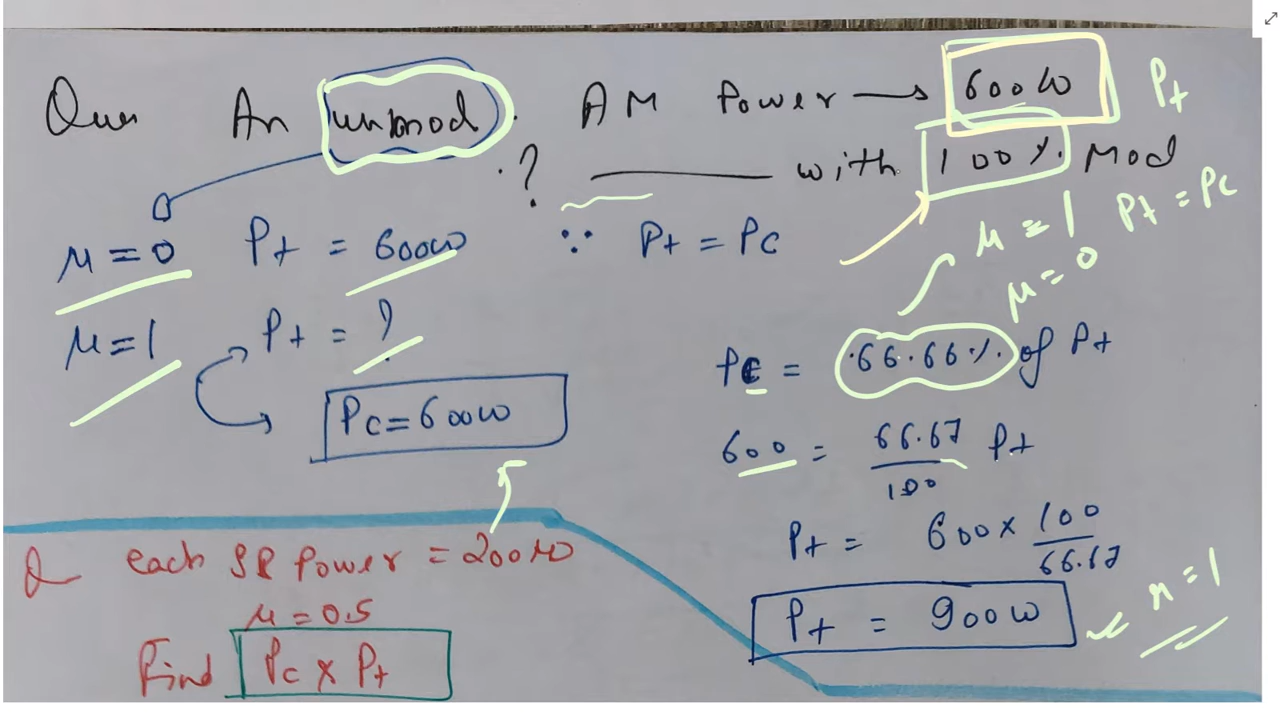 Ques An unmod. AM Power → 600W Pt
? ——— with 100% Mod
μ=0 Pt = 600W ∵ Pt = Pc
μ=1 Pt = Pc
μ=0
μ=1 Pt = ?
Pc = 66.66% of Pt
Pc=600W
600 = 66.67/100 Pt
Pt = 600 x 100/66.67
Pt = 900W μ=1
Q each SB Power = 200W
μ=0.5
Find Pc & Pt